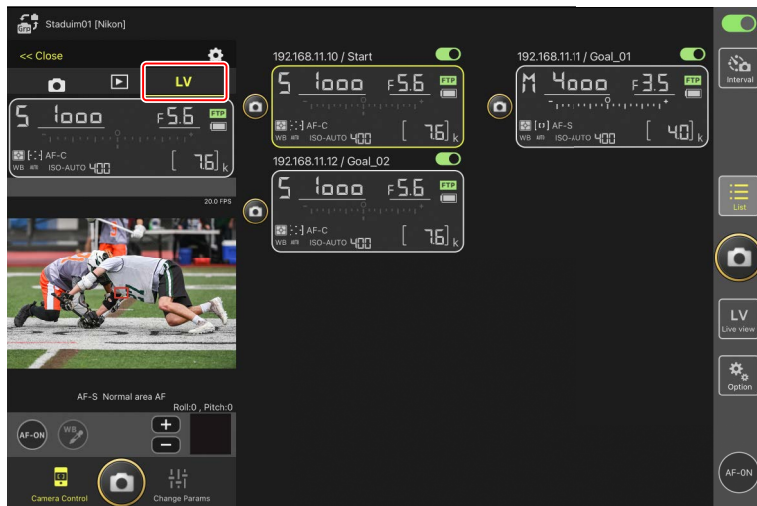 Grp Staduim01 [Nikon]
<< Close
LV
S 1000 F5.6 FTP
AF-C
WB ISO-AUTO 400 [ 7.6] k
20.0 FPS
AF-S Normal area AF
Roll:0 , Pitch:0
AF-ON WB + −
Camera Control Change Params
192.168.11.10 / Start
S 1000 F5.6 FTP
AF-C
WB ISO-AUTO 400 [ 7.6] k
192.168.11.11 / Goal_01
M 4000 F3.5 FTP
AF-S
WB ISO-AUTO 400 [ 4.0] k
192.168.11.12 / Goal_02
S 1000 F5.6 FTP
AF-C
WB ISO-AUTO 400 [ 7.6] k
Interval
List
LV
Live view
Option
AF-ON